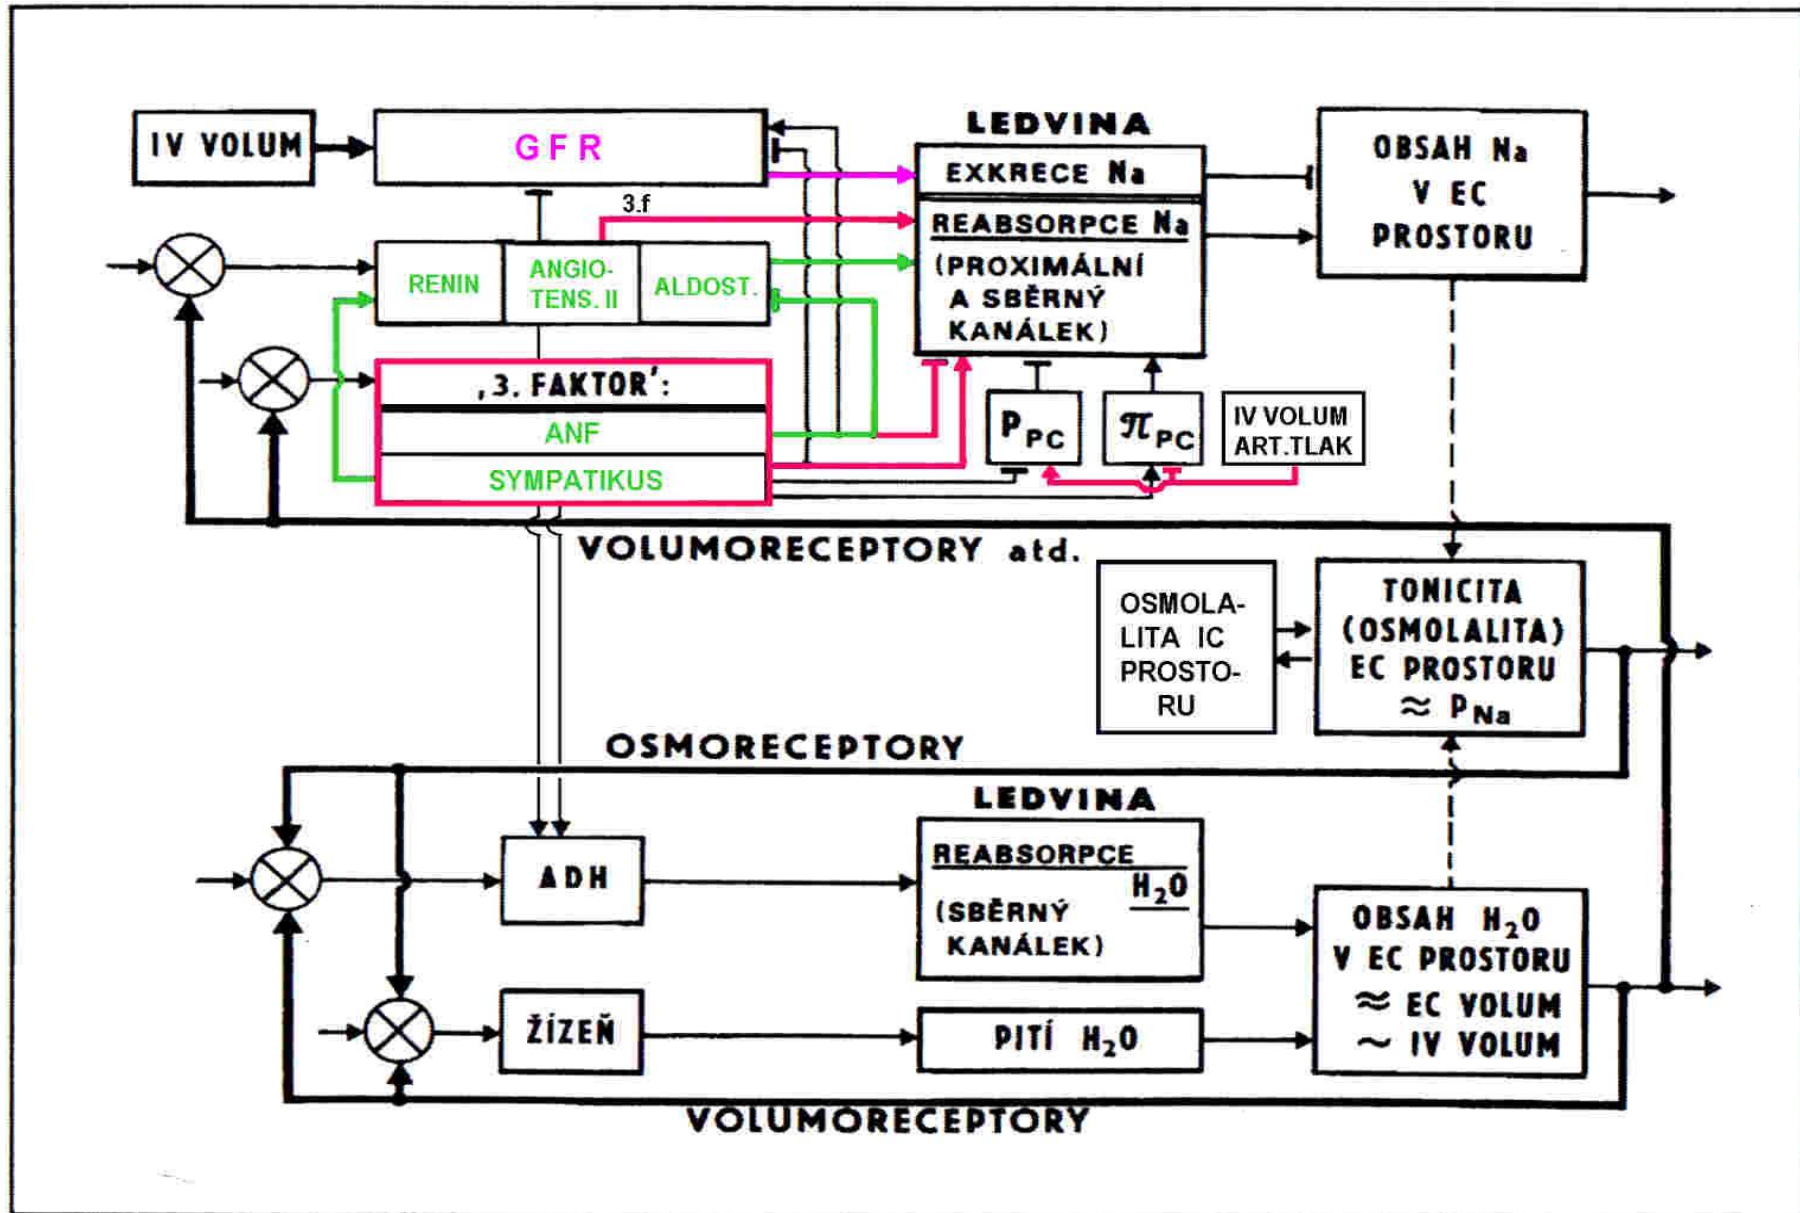 IV VOLUM
G F R
LEDVINA
EXKRECE Na
REABSORPCE Na
(PROXIMÁLNÍ
A SBĚRNÝ
KANÁLEK)
OBSAH Na
V EC
PROSTORU
3.f
RENIN
ANGIO-
TENS. II
ALDOST.
‚3. FAKTOR':
ANF
SYMPATIKUS
P PC
π PC
IV VOLUM
ART.TLAK
VOLUMORECEPTORY atd.
OSMOLA-
LITA IC
PROSTO-
RU
TONICITA
(OSMOLALITA)
EC PROSTORU
≈ PNa
OSMORECEPTORY
LEDVINA
ADH
REABSORPCE
H2O
(SBĚRNÝ
KANÁLEK)
OBSAH H2O
V EC PROSTORU
≈ EC VOLUM
~ IV VOLUM
ŽÍZEŇ
PITÍ H2O
VOLUMORECEPTORY